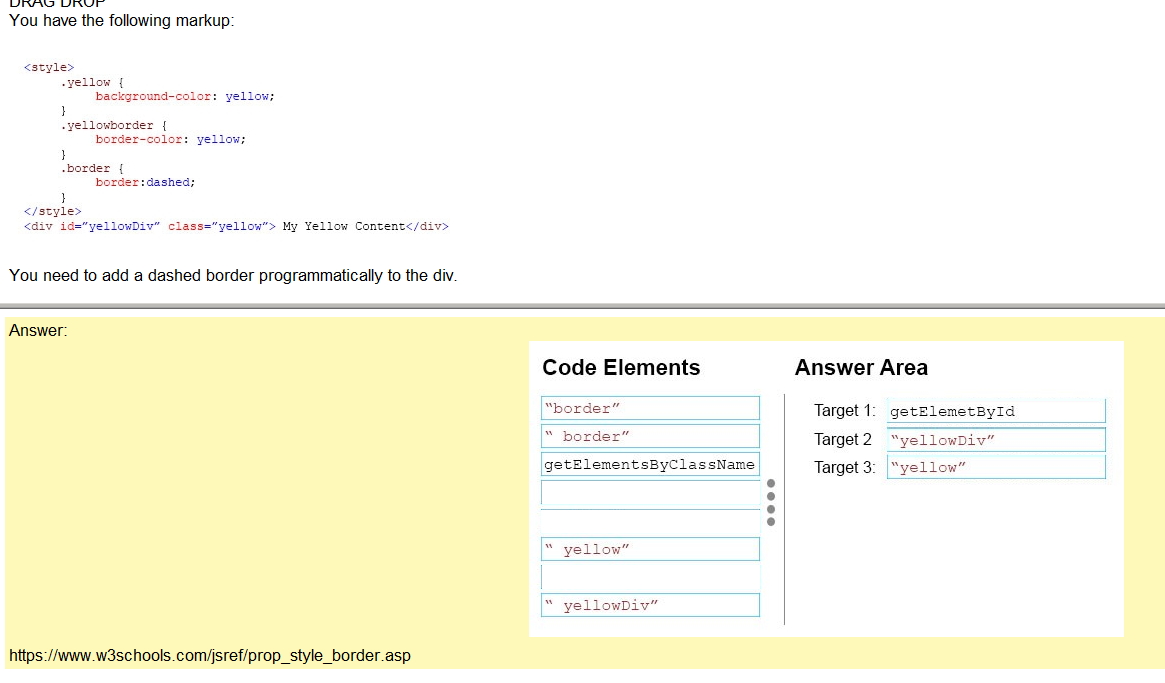 DRAG DROP
You have the following markup:
<style>
.yellow {
background-color: yellow;
}
.yellowborder {
border-color: yellow;
}
.border {
border:dashed;
}
</style>
<div id=“yellowDiv” class=“yellow”> My Yellow Content</div>
You need to add a dashed border programmatically to the div.
Answer:
Code Elements
“border”
“ border”
getElementsByClassName
“ yellow”
“ yellowDiv”
Answer Area
Target 1: getElemetById
Target 2 “yellowDiv”
Target 3: “yellow”
https://www.w3schools.com/jsref/prop_style_border.asp